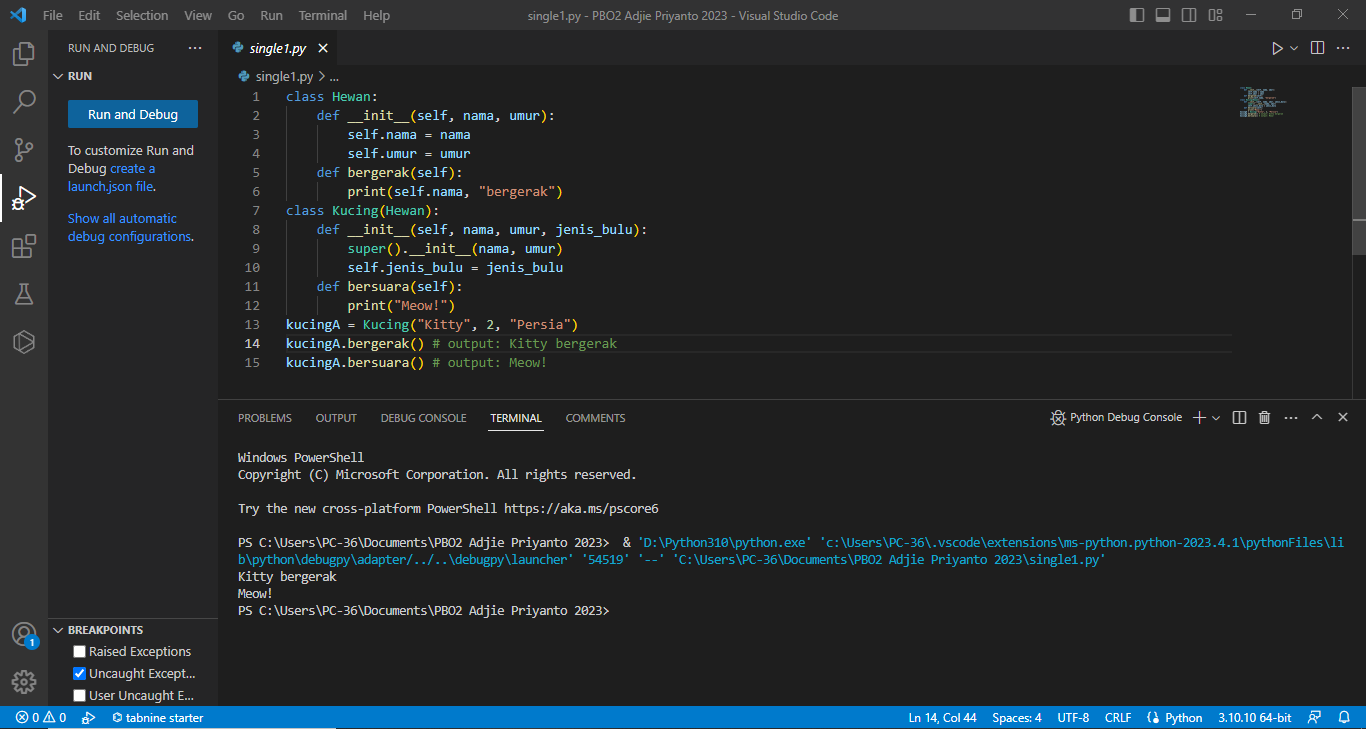 File Edit Selection View Go Run Terminal Help
single1.py - PBO2 Adjie Priyanto 2023 - Visual Studio Code
RUN AND DEBUG ...
RUN
Run and Debug
To customize Run and
Debug create a
launch.json file.
Show all automatic
debug configurations.
single1.py
single1.py > ...
1 class Hewan:
2     def __init__(self, nama, umur):
3         self.nama = nama
4         self.umur = umur
5     def bergerak(self):
6         print(self.nama, "bergerak")
7 class Kucing(Hewan):
8     def __init__(self, nama, umur, jenis_bulu):
9         super().__init__(nama, umur)
10         self.jenis_bulu = jenis_bulu
11     def bersuara(self):
12         print("Meow!")
13 kucingA = Kucing("Kitty", 2, "Persia")
14 kucingA.bergerak() # output: Kitty bergerak
15 kucingA.bersuara() # output: Meow!
PROBLEMS OUTPUT DEBUG CONSOLE TERMINAL COMMENTS
Python Debug Console
Windows PowerShell
Copyright (C) Microsoft Corporation. All rights reserved.
Try the new cross-platform PowerShell https://aka.ms/pscore6
PS C:\Users\PC-36\Documents\PBO2 Adjie Priyanto 2023>  & 'D:\Python310\python.exe' 'c:\Users\PC-36\.vscode\extensions\ms-python.python-2023.4.1\pythonFiles\li
b\python\debugpy\adapter/../..\debugpy\launcher' '54519' '--' 'C:\Users\PC-36\Documents\PBO2 Adjie Priyanto 2023\single1.py'
Kitty bergerak
Meow!
PS C:\Users\PC-36\Documents\PBO2 Adjie Priyanto 2023>
1
BREAKPOINTS
Raised Exceptions
Uncaught Except...
User Uncaught E...
0 0 tabnine starter
Ln 14, Col 44 Spaces: 4 UTF-8 CRLF Python 3.10.10 64-bit